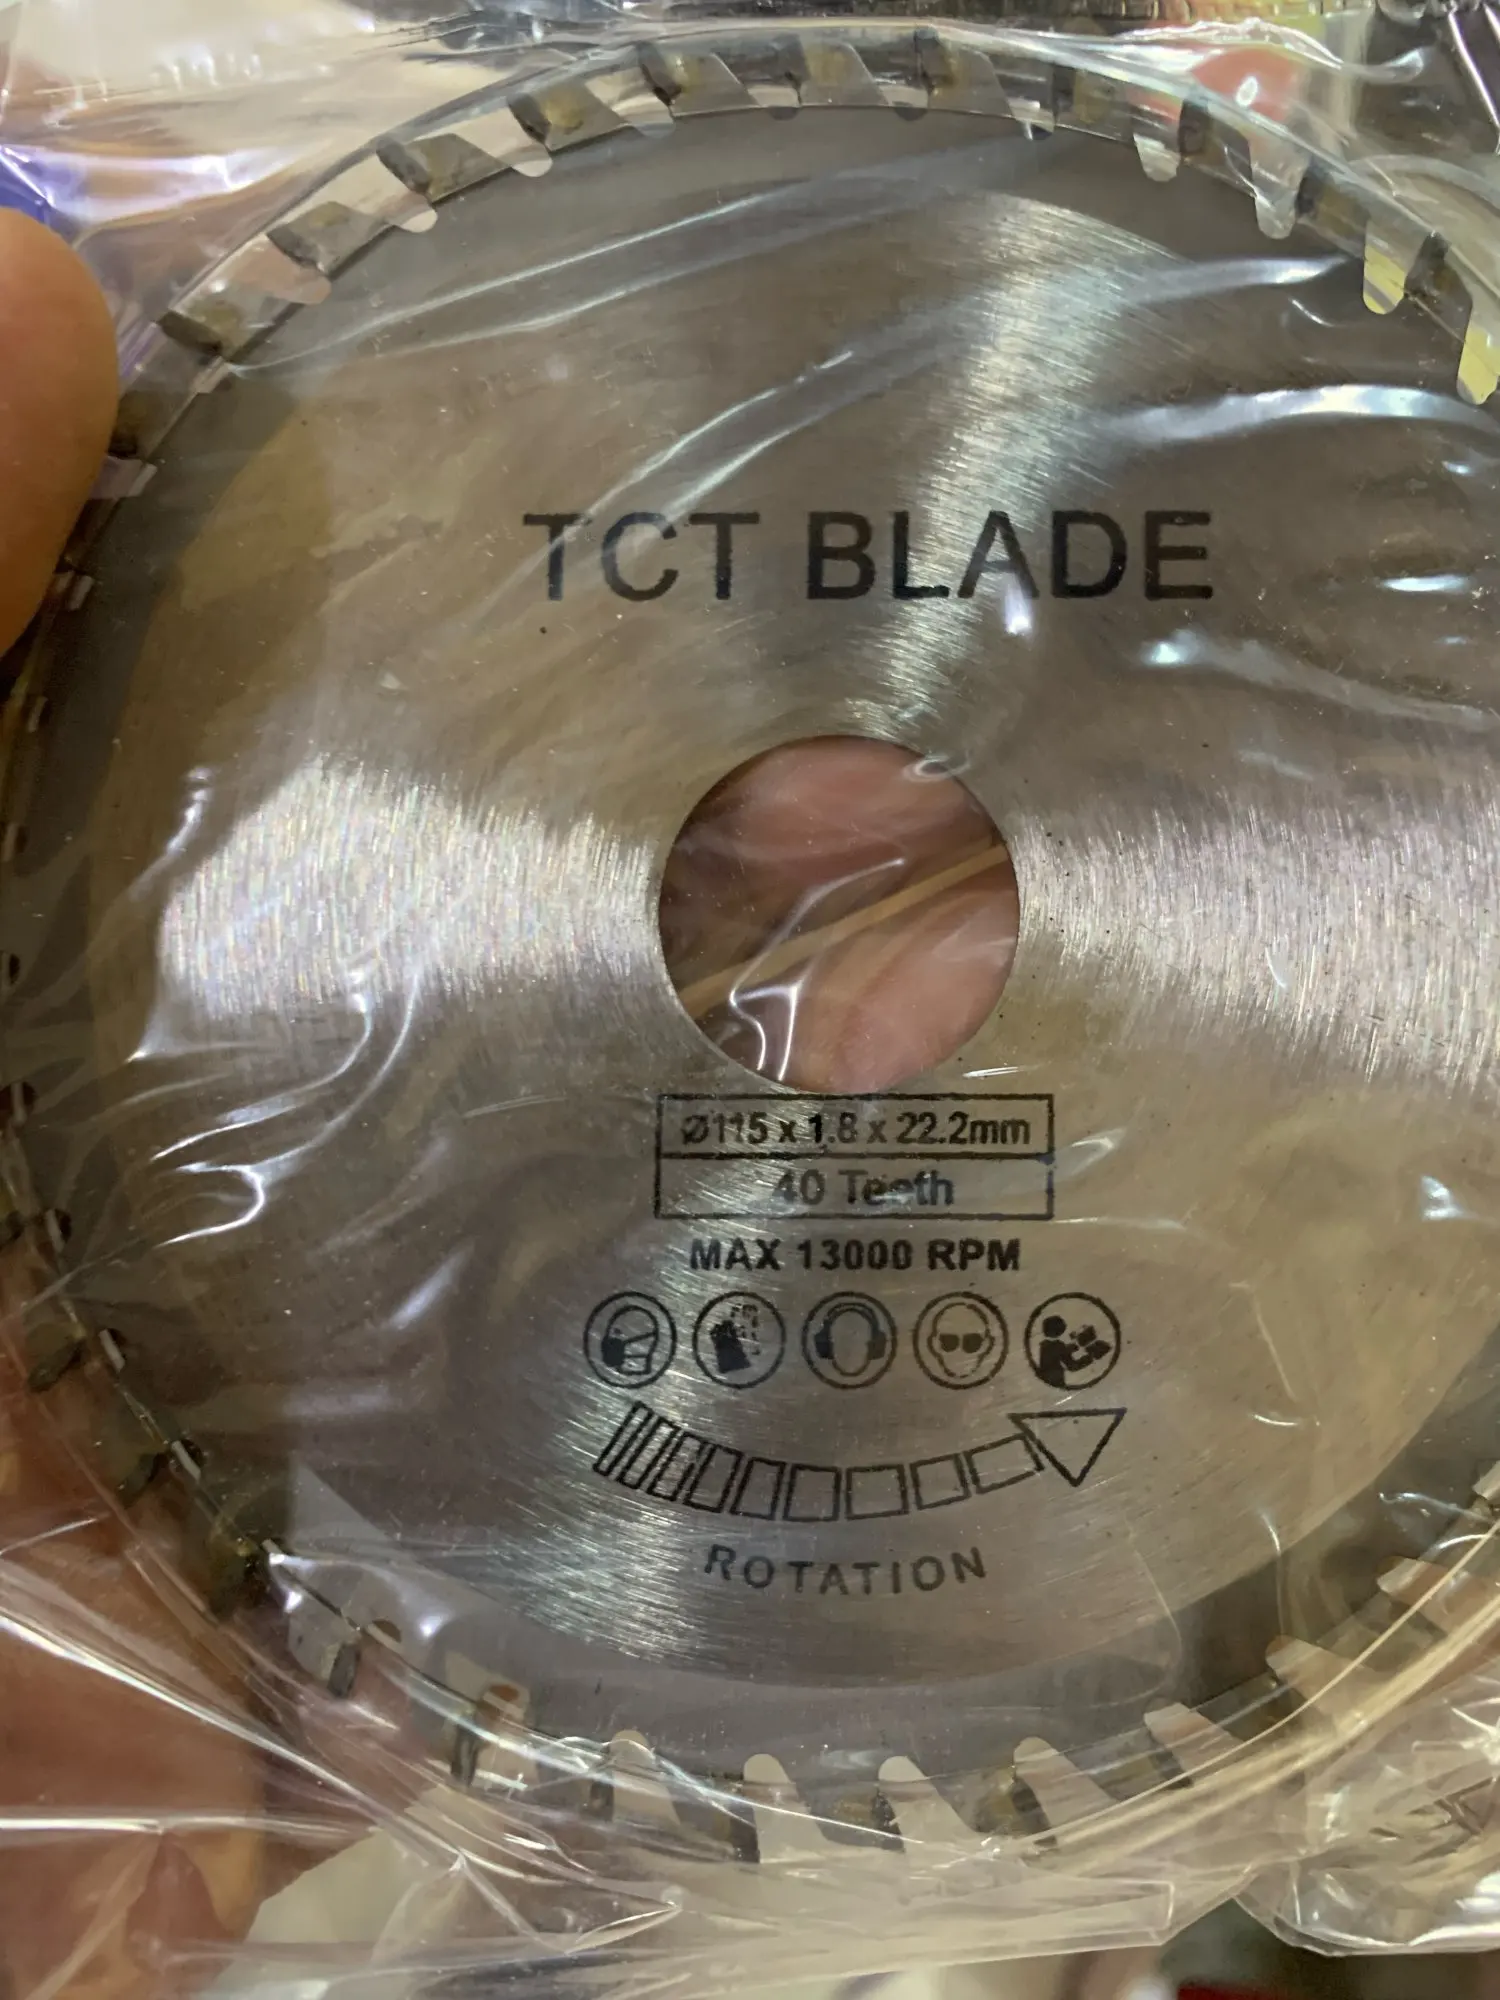 TCT BLADE
Ø115 x 1.8 x 22.2mm
40 Teeth
MAX 13000 RPM
ROTATION